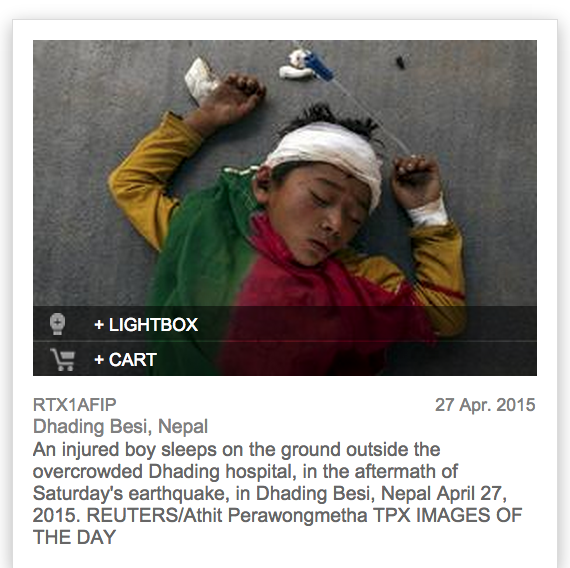 + LIGHTBOX
+ CART
RTX1AFIP 27 Apr. 2015
Dhading Besi, Nepal
An injured boy sleeps on the ground outside the
overcrowded Dhading hospital, in the aftermath of
Saturday's earthquake, in Dhading Besi, Nepal April 27,
2015. REUTERS/Athit Perawongmetha TPX IMAGES OF
THE DAY